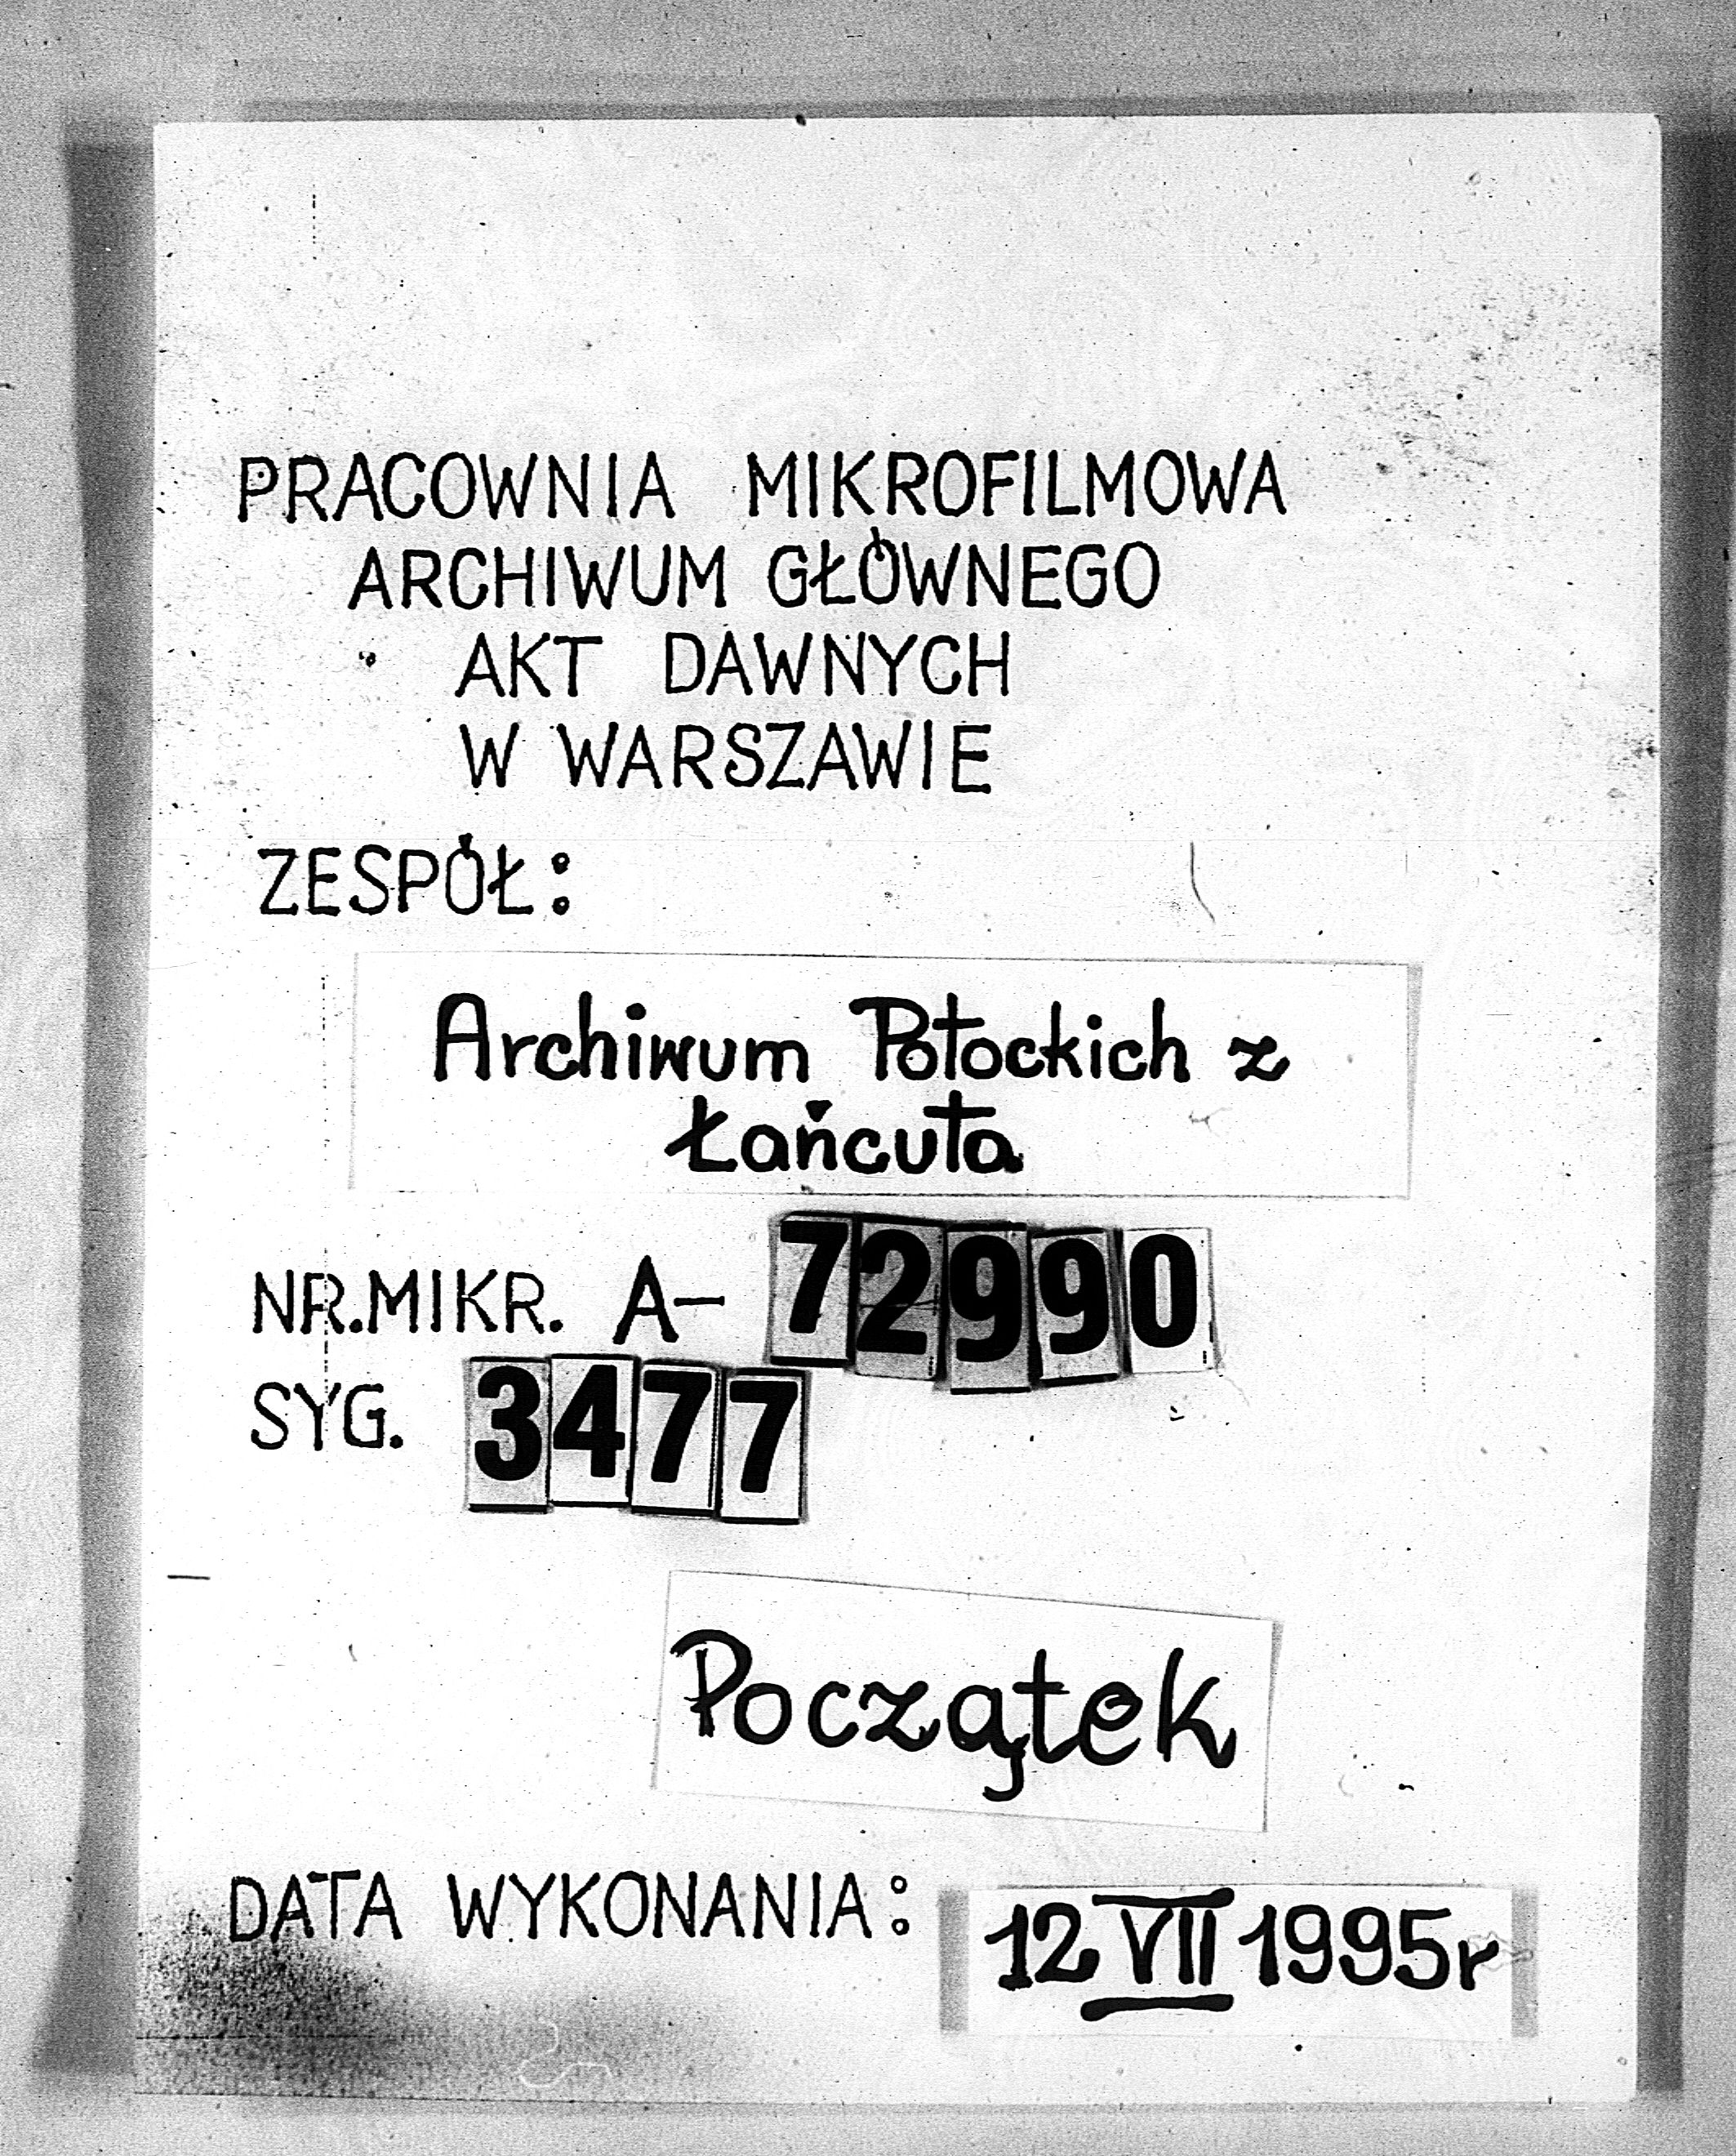 PRACOWNIA MIKROFILMOWA
ARCHIWUM GŁÓWNEGO
AKT DAWNYCH
W WARSZAWIE
ZESPÓŁ:
Archiwum Potockich z
Łańcuta
NR.MIKR. A- 72990
SYG. 3477
Początek
DATA WYKONANIA: 12 VII 1995r